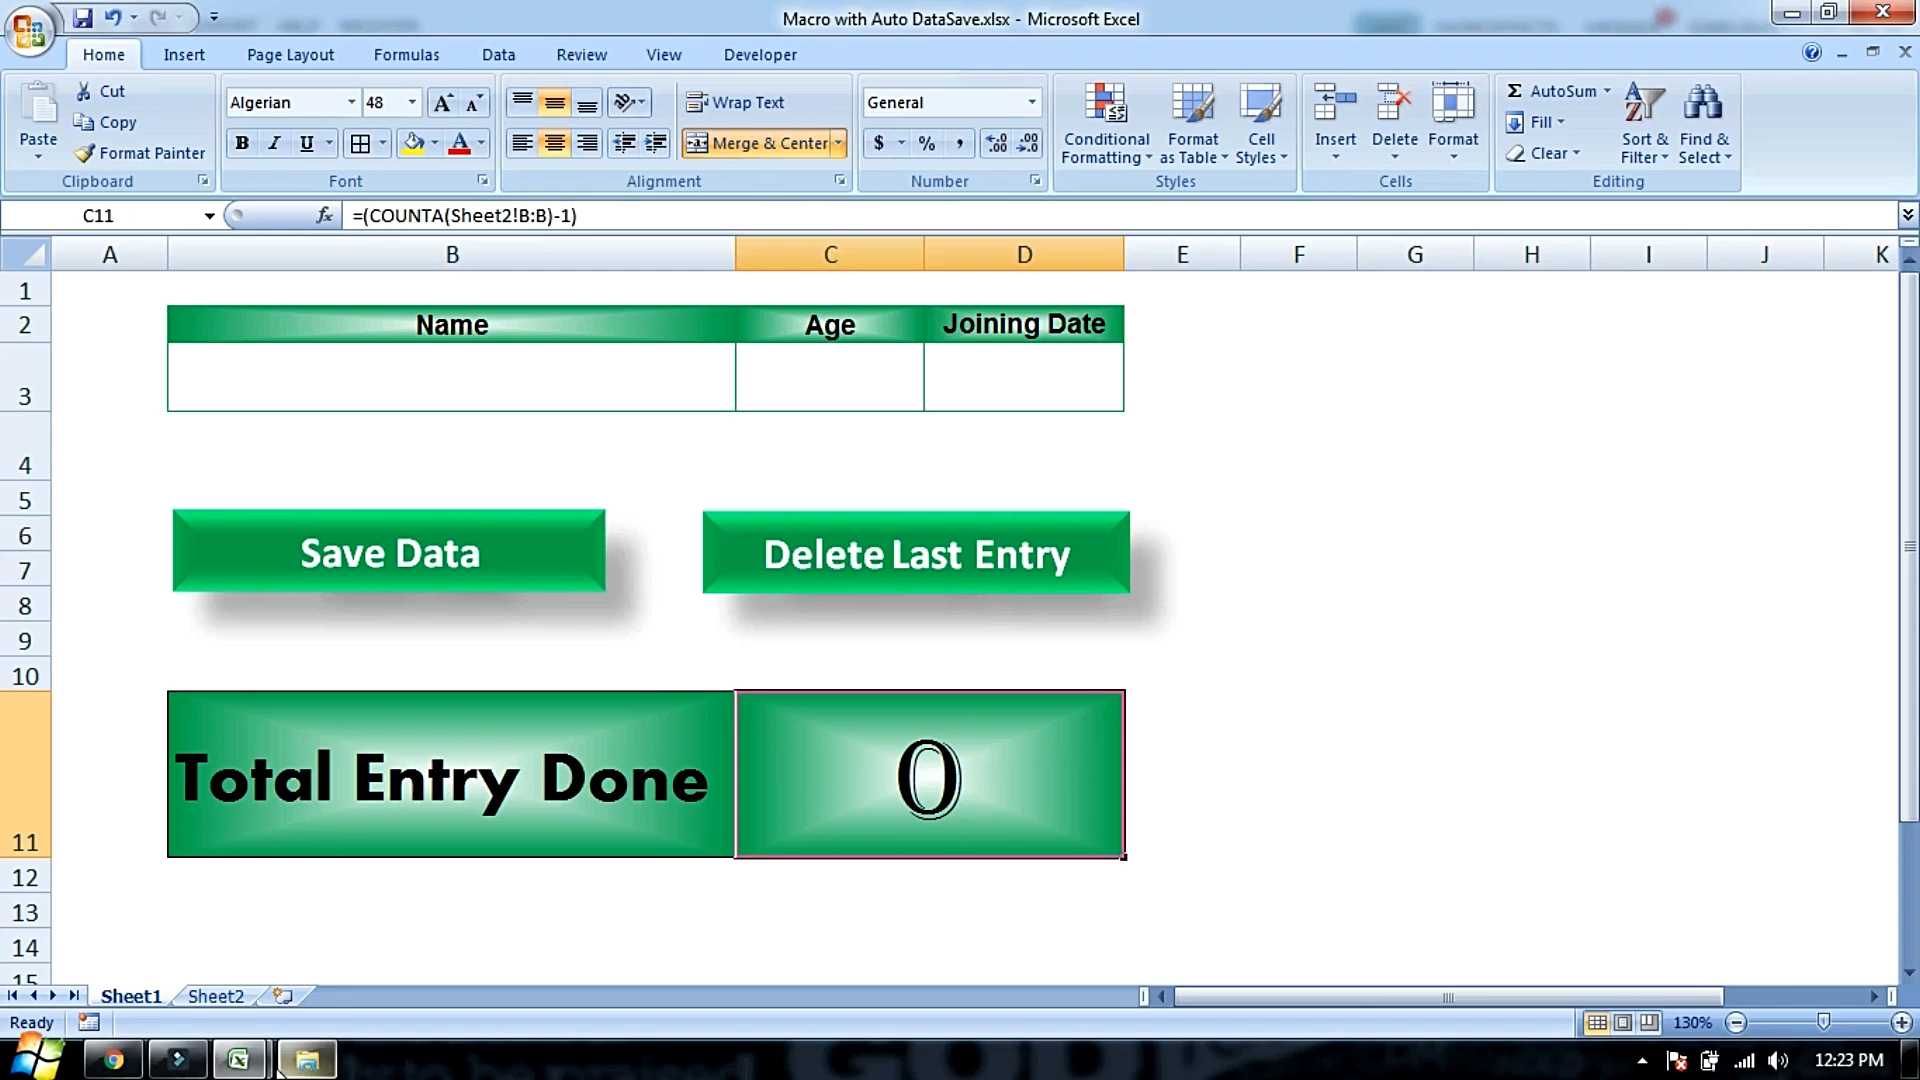 Macro with Auto DataSave.xlsx - Microsoft Excel
Home Insert Page Layout Formulas Data Review View Developer
Paste Cut Copy Format Painter Clipboard
Algerian 48 A A B I U A Font
Wrap Text Merge & Center Alignment
General $ % , Number
Conditional Formatting Format as Table Cell Styles Styles
Insert Delete Format Cells
Σ AutoSum Fill Clear Sort & Filter Find & Select Editing
C11 fx =(COUNTA(Sheet2!B:B)-1)
A B C D E F G H I J K
1
2 Name Age Joining Date
3
4
5
6
7 Save Data Delete Last Entry
8
9
10
11 Total Entry Done 0
12
13
14
15
Sheet1 Sheet2
Ready 130%
12:23 PM